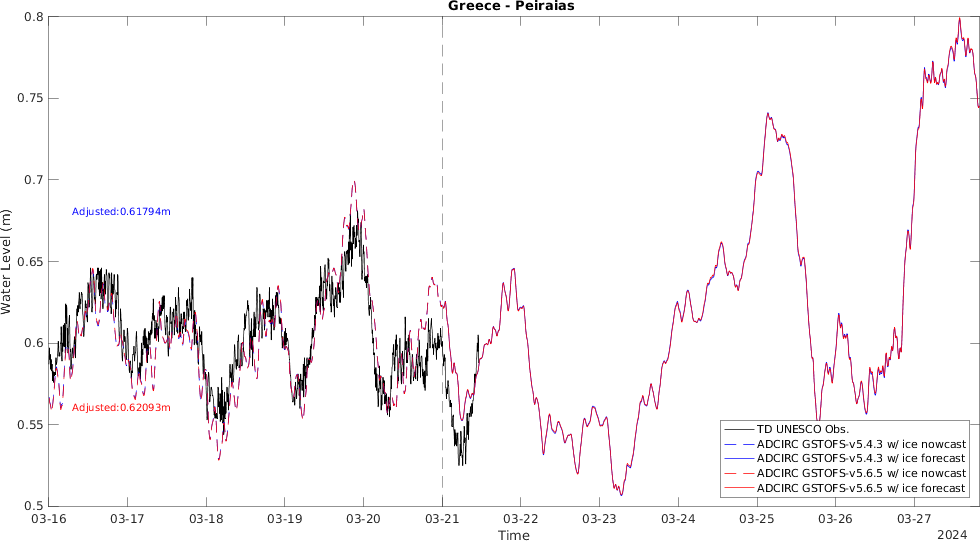 Greece - Peiraias
0.8
0.75
0.7
0.65
0.6
0.55
0.5
Water Level (m)
Adjusted:0.61794m
Adjusted:0.62093m
TD UNESCO Obs.
ADCIRC GSTOFS-v5.4.3 w/ ice nowcast
ADCIRC GSTOFS-v5.4.3 w/ ice forecast
ADCIRC GSTOFS-v5.6.5 w/ ice nowcast
ADCIRC GSTOFS-v5.6.5 w/ ice forecast
03-16 03-17 03-18 03-19 03-20 03-21 03-22 03-23 03-24 03-25 03-26 03-27
2024
Time